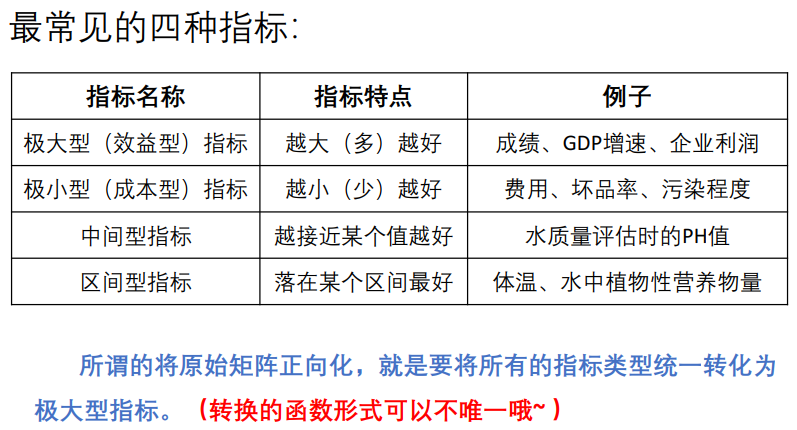 最常见的四种指标：
指标名称 指标特点 例子
极大型（效益型）指标 越大（多）越好 成绩、GDP增速、企业利润
极小型（成本型）指标 越小（少）越好 费用、坏品率、污染程度
中间型指标 越接近某个值越好 水质量评估时的PH值
区间型指标 落在某个区间最好 体温、水中植物性营养物量
所谓的将原始矩阵正向化，就是要将所有的指标类型统一转化为
极大型指标。（转换的函数形式可以不唯一哦~）